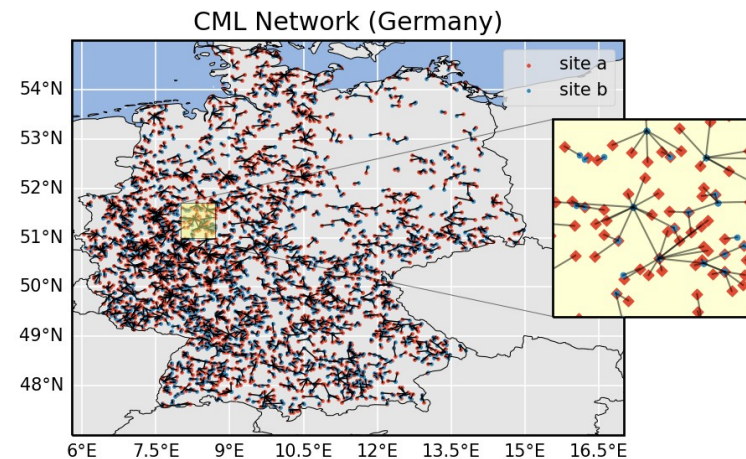 CML Network (Germany)
site a
site b
54°N
53°N
52°N
51°N
50°N
49°N
48°N
6°E 7.5°E 9°E 10.5°E 12°E 13.5°E 15°E 16.5°E